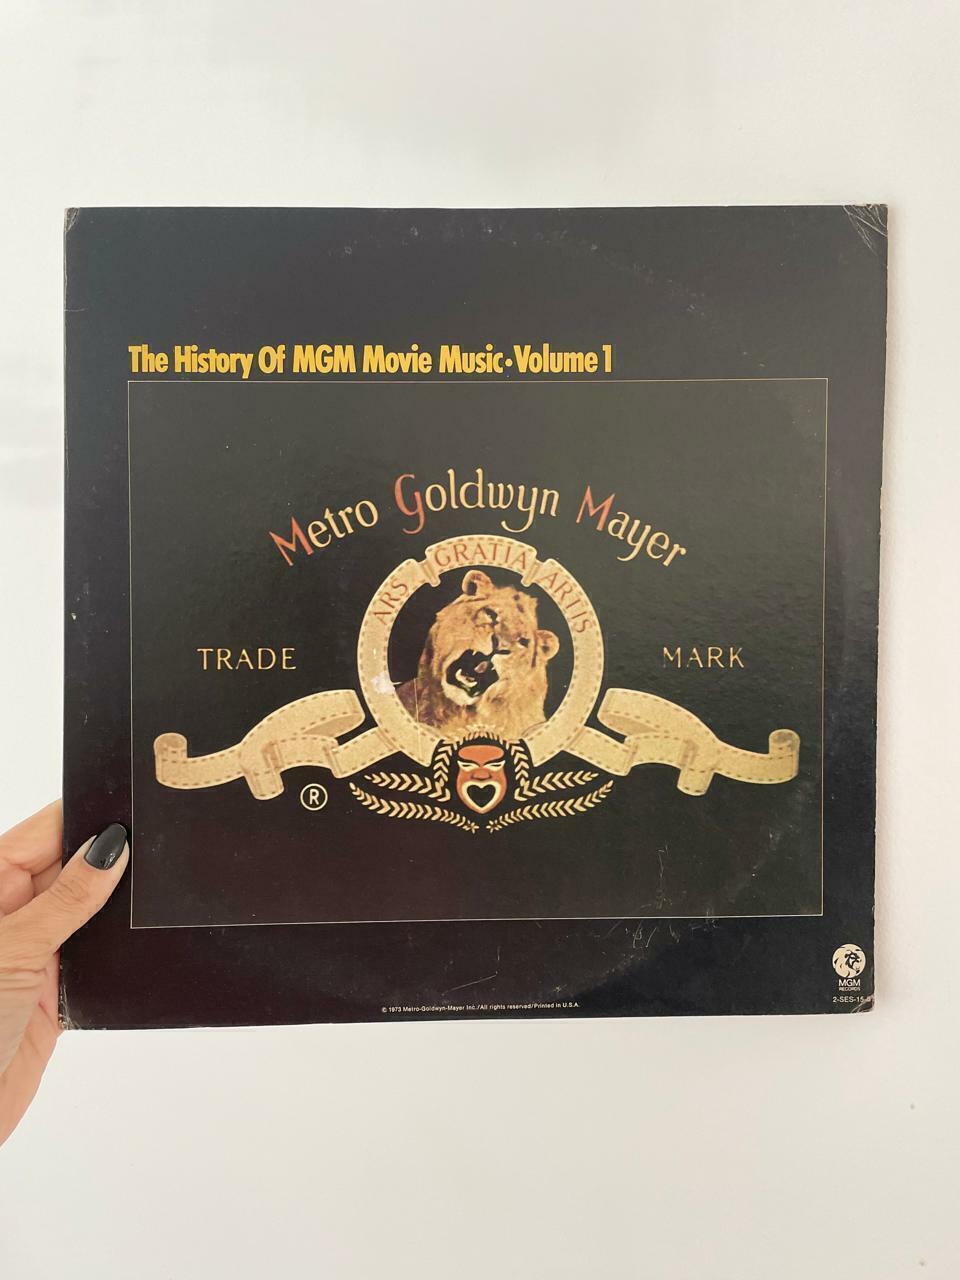 The History Of MGM Movie Music•Volume 1
Metro Goldwyn Mayer
ARS GRATIA ARTIS
TRADE MARK
®
MGM
RECORDS
© 1973 Metro-Goldwyn-Mayer Inc./All rights reserved/Printed in U.S.A.